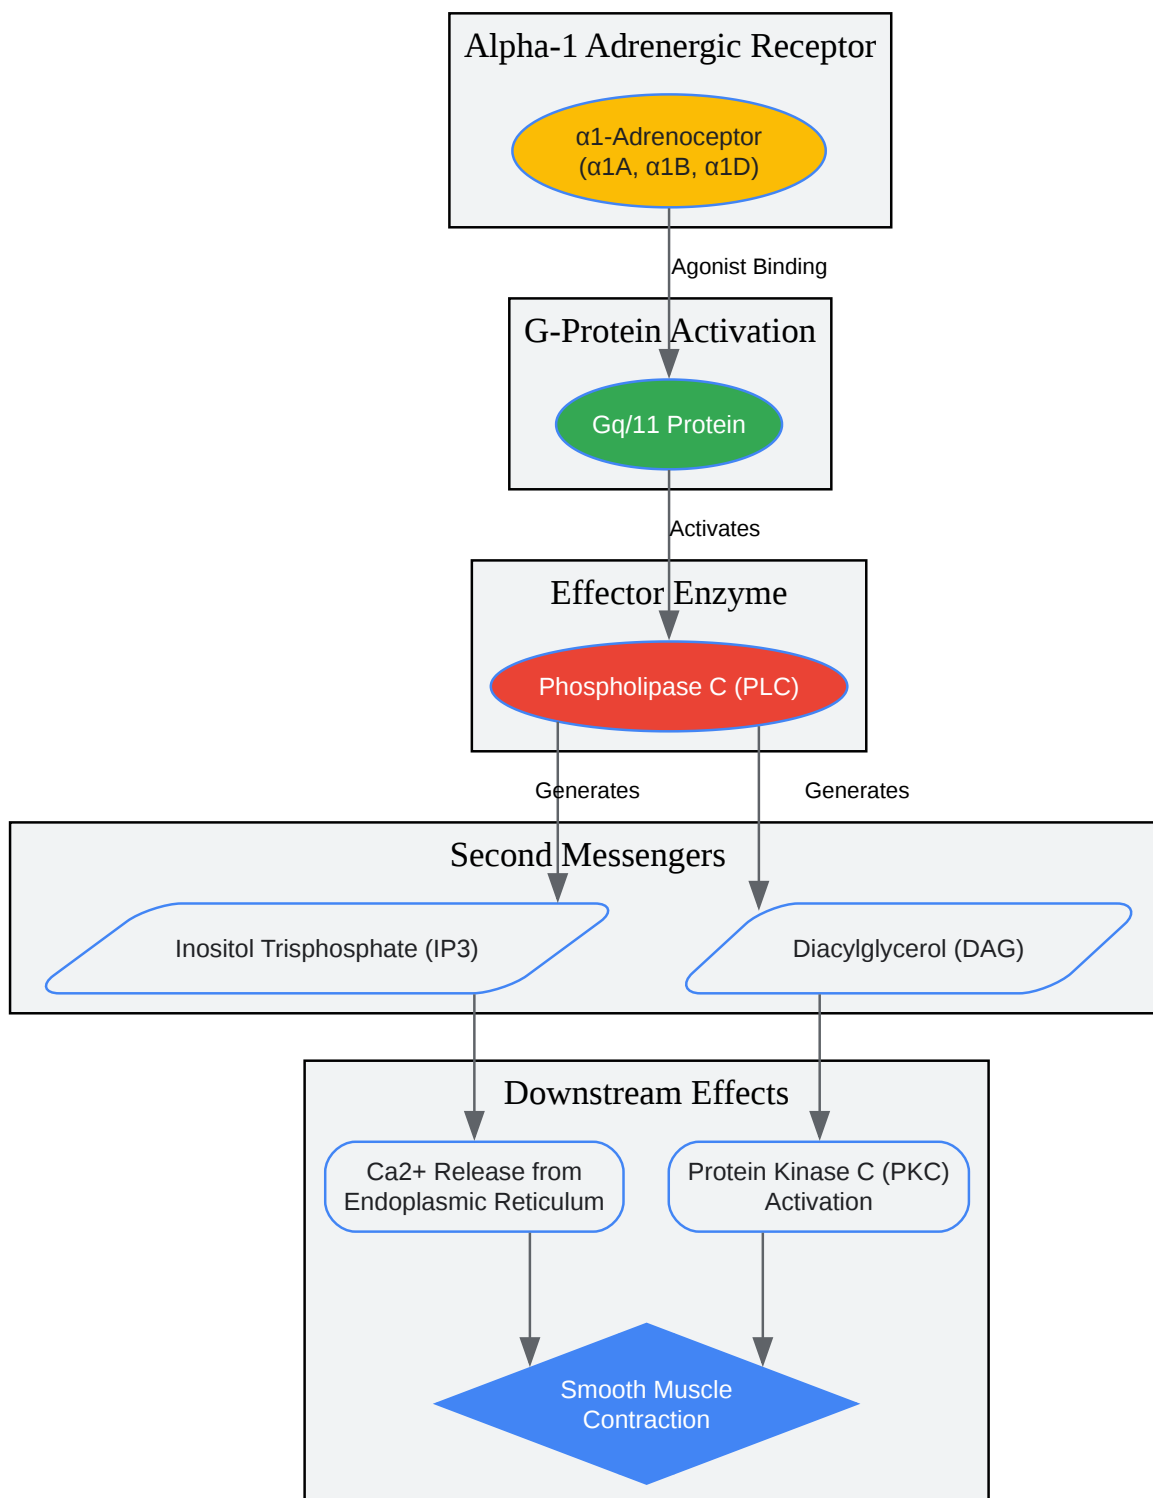 Alpha-1 Adrenergic Receptor
α1-Adrenoceptor
(α1A, α1B, α1D)
Agonist Binding
G-Protein Activation
Gq/11 Protein
Activates
Effector Enzyme
Phospholipase C (PLC)
Generates
Generates
Second Messengers
Inositol Trisphosphate (IP3)
Diacylglycerol (DAG)
Downstream Effects
Ca2+ Release from
Endoplasmic Reticulum
Protein Kinase C (PKC)
Activation
Smooth Muscle
Contraction